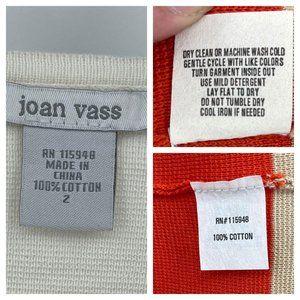 joan vass
RN 115948
MADE IN
CHINA
100% COTTON
2
DRY CLEAN OR MACHINE WASH COLD
GENTLE CYCLE WITH LIKE COLORS
TURN GARMENT INSIDE OUT
USE MILD DETERGENT
LAY FLAT TO DRY
DO NOT TUMBLE DRY
COOL IRON IF NEEDED
RN#115948
100% COTTON